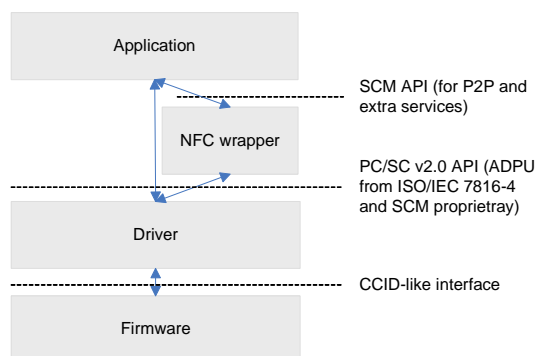 Application
SCM API (for P2P and
extra services)
NFC wrapper
PC/SC v2.0 API (ADPU
from ISO/IEC 7816-4
and SCM proprietray)
Driver
CCID-like interface
Firmware